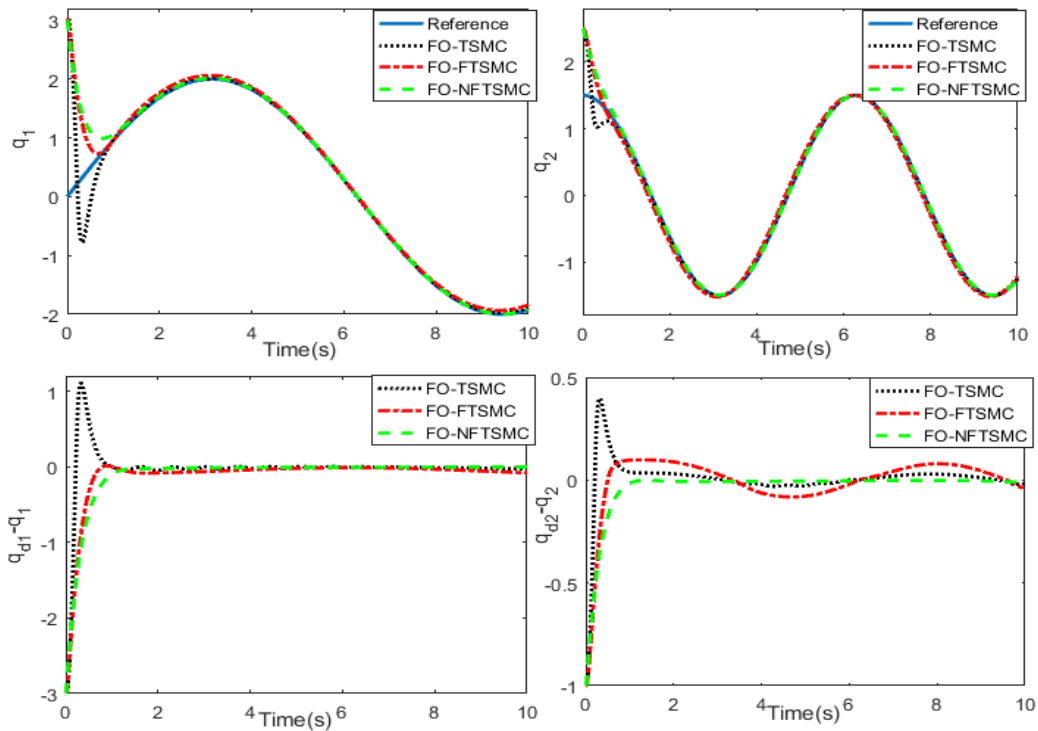 3
2
1
0
-1
-2
q1
0
2
4
6
8
10
Time(s)
Reference
FO-TSMC
FO-FTSMC
FO-NFTSMC
2
1
0
-1
q2
0
2
4
6
8
10
Time(s)
Reference
FO-TSMC
FO-FTSMC
FO-NFTSMC
1
0
-1
-2
-3
qd1-q1
0
2
4
6
8
10
Time(s)
FO-TSMC
FO-FTSMC
FO-NFTSMC
0.5
0
-0.5
-1
qd2-q2
0
2
4
6
8
10
Time(s)
FO-TSMC
FO-FTSMC
FO-NFTSMC